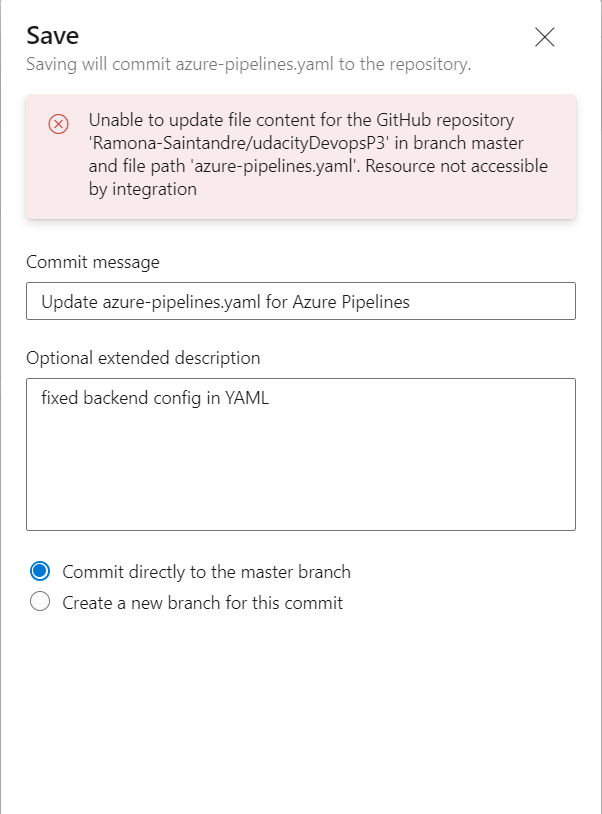 Save
Saving will commit azure-pipelines.yaml to the repository.
Unable to update file content for the GitHub repository
'Ramona-Saintandre/udacityDevopsP3' in branch master
and file path 'azure-pipelines.yaml'. Resource not accessible
by integration
Commit message
Update azure-pipelines.yaml for Azure Pipelines
Optional extended description
fixed backend config in YAML
Commit directly to the master branch
Create a new branch for this commit